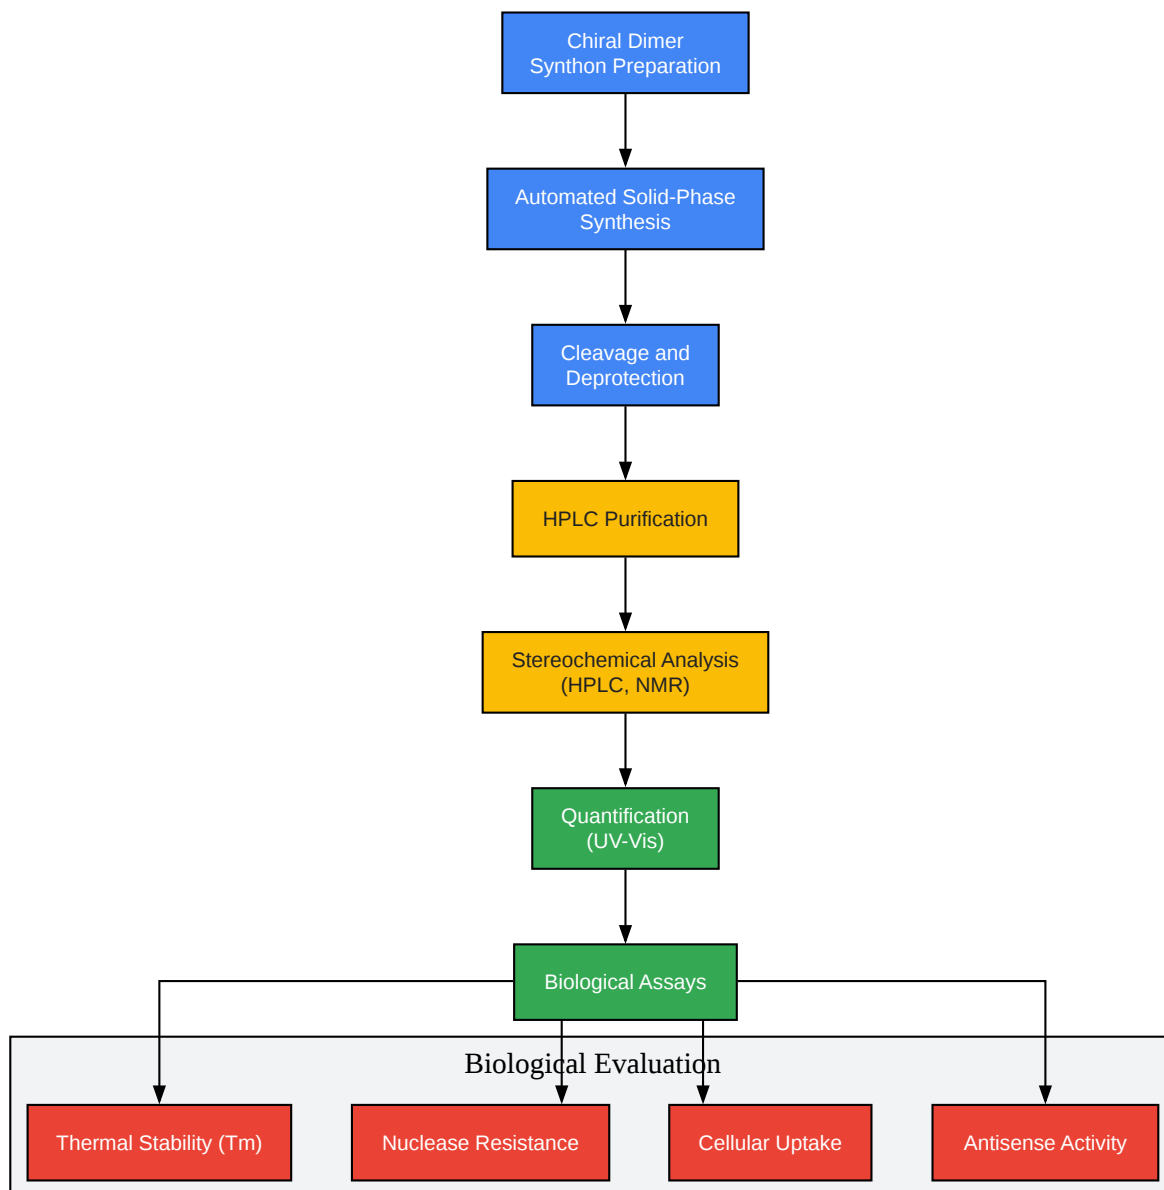 Chiral Dimer
Synthon Preparation
Automated Solid-Phase
Synthesis
Cleavage and
Deprotection
HPLC Purification
Stereochemical Analysis
(HPLC, NMR)
Quantification
(UV-Vis)
Biological Assays
Biological Evaluation
Thermal Stability (Tm)
Nuclease Resistance
Cellular Uptake
Antisense Activity